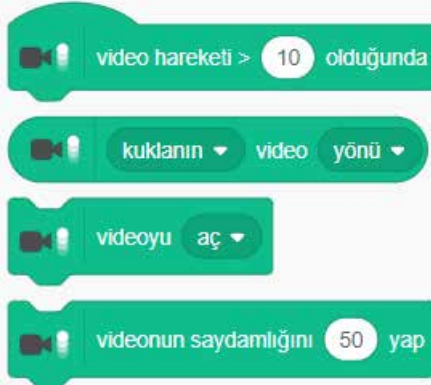 video hareketi > 10 olduğunda
kuklanın video yönü
videoyu aç
videonun saydamlığını 50 yap